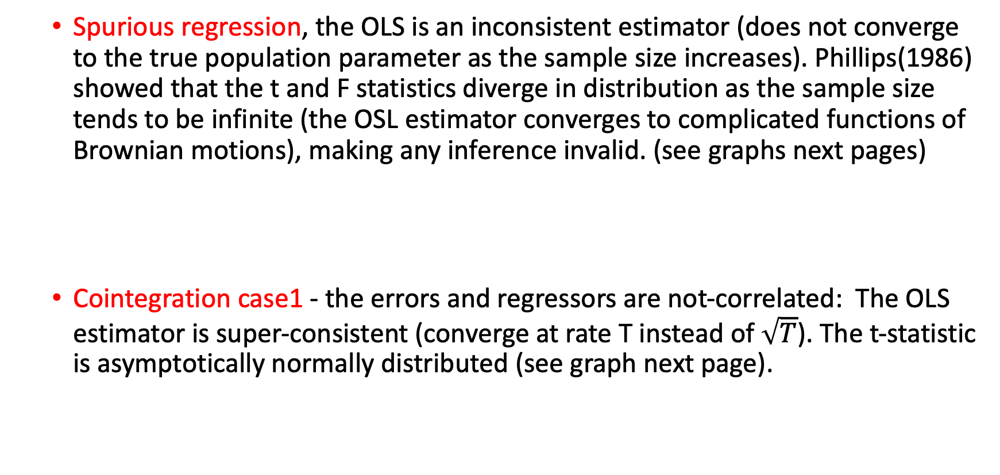 • Spurious regression, the OLS is an inconsistent estimator (does not converge
to the true population parameter as the sample size increases). Phillips(1986)
showed that the t and F statistics diverge in distribution as the sample size
tends to be infinite (the OSL estimator converges to complicated functions of
Brownian motions), making any inference invalid. (see graphs next pages)
• Cointegration case1 - the errors and regressors are not-correlated:  The OLS
estimator is super-consistent (converge at rate T instead of √T). The t-statistic
is asymptotically normally distributed (see graph next page).